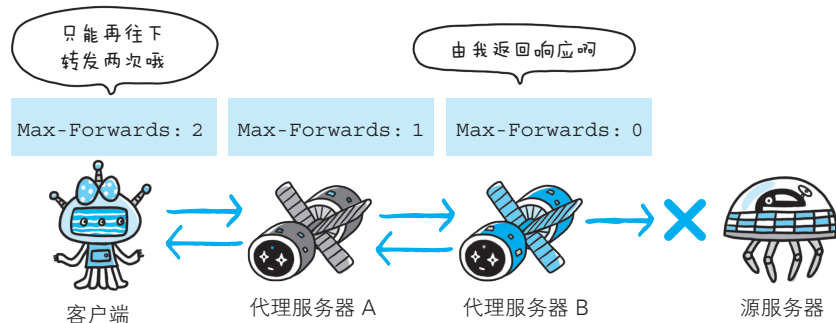 只能再往下
转发两次哦
由我返回响应啊
Max-Forwards: 2
Max-Forwards: 1
Max-Forwards: 0
客户端
代理服务器 A
代理服务器 B
源服务器